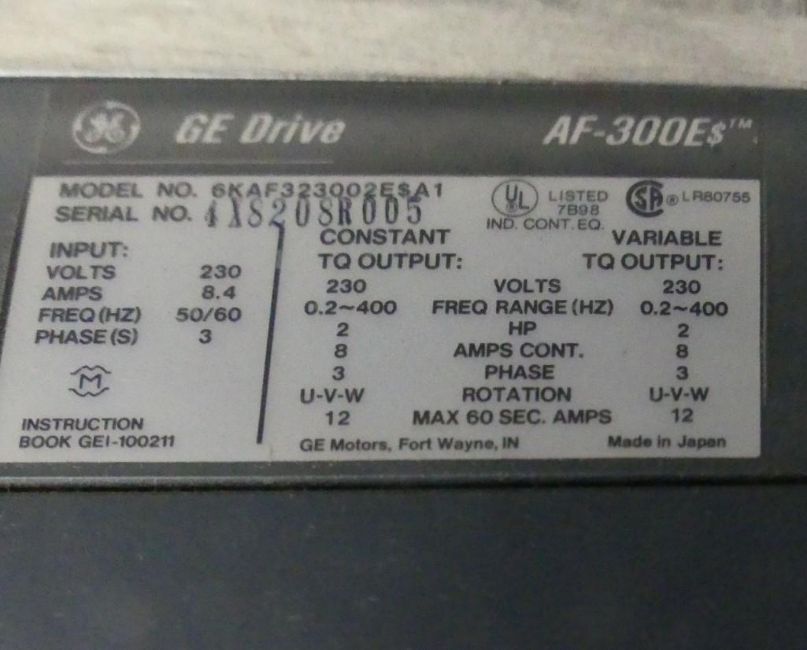 GE GE Drive AF-300E$™
MODEL NO. 6KAF323002E$A1
SERIAL NO. 4XS208R005
UL LISTED 7B98
IND. CONT. EQ.
SA ® LR80755
INPUT:
VOLTS 230
AMPS 8.4
FREQ (HZ) 50/60
PHASE (S) 3
M
INSTRUCTION
BOOK GEI-100211
CONSTANT VARIABLE
TQ OUTPUT: TQ OUTPUT:
230 VOLTS 230
0.2~400 FREQ RANGE (HZ) 0.2~400
2 HP 2
8 AMPS CONT. 8
3 PHASE 3
U-V-W ROTATION U-V-W
12 MAX 60 SEC. AMPS 12
GE Motors, Fort Wayne, IN Made in Japan